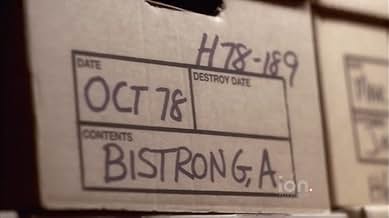 H78-189
DATE DESTROY DATE
OCT 78
CONTENTS
BISTRONG, A
ion.